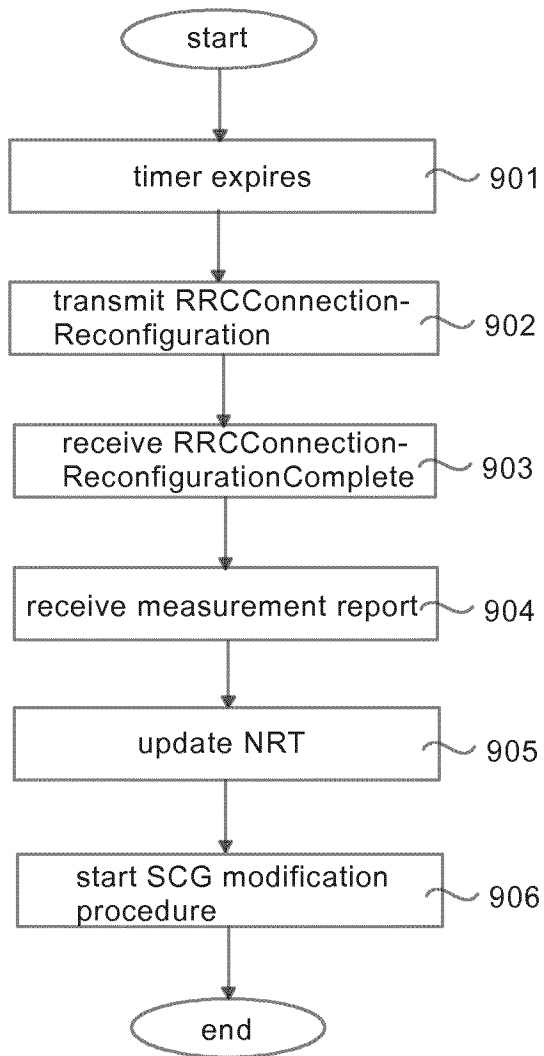 start
timer expires
901
transmit RRCConnection-
Reconfiguration
902
receive RRCConnection-
ReconfigurationComplete
903
receive measurement report
904
update NRT
905
start SCG modification
procedure
906
end